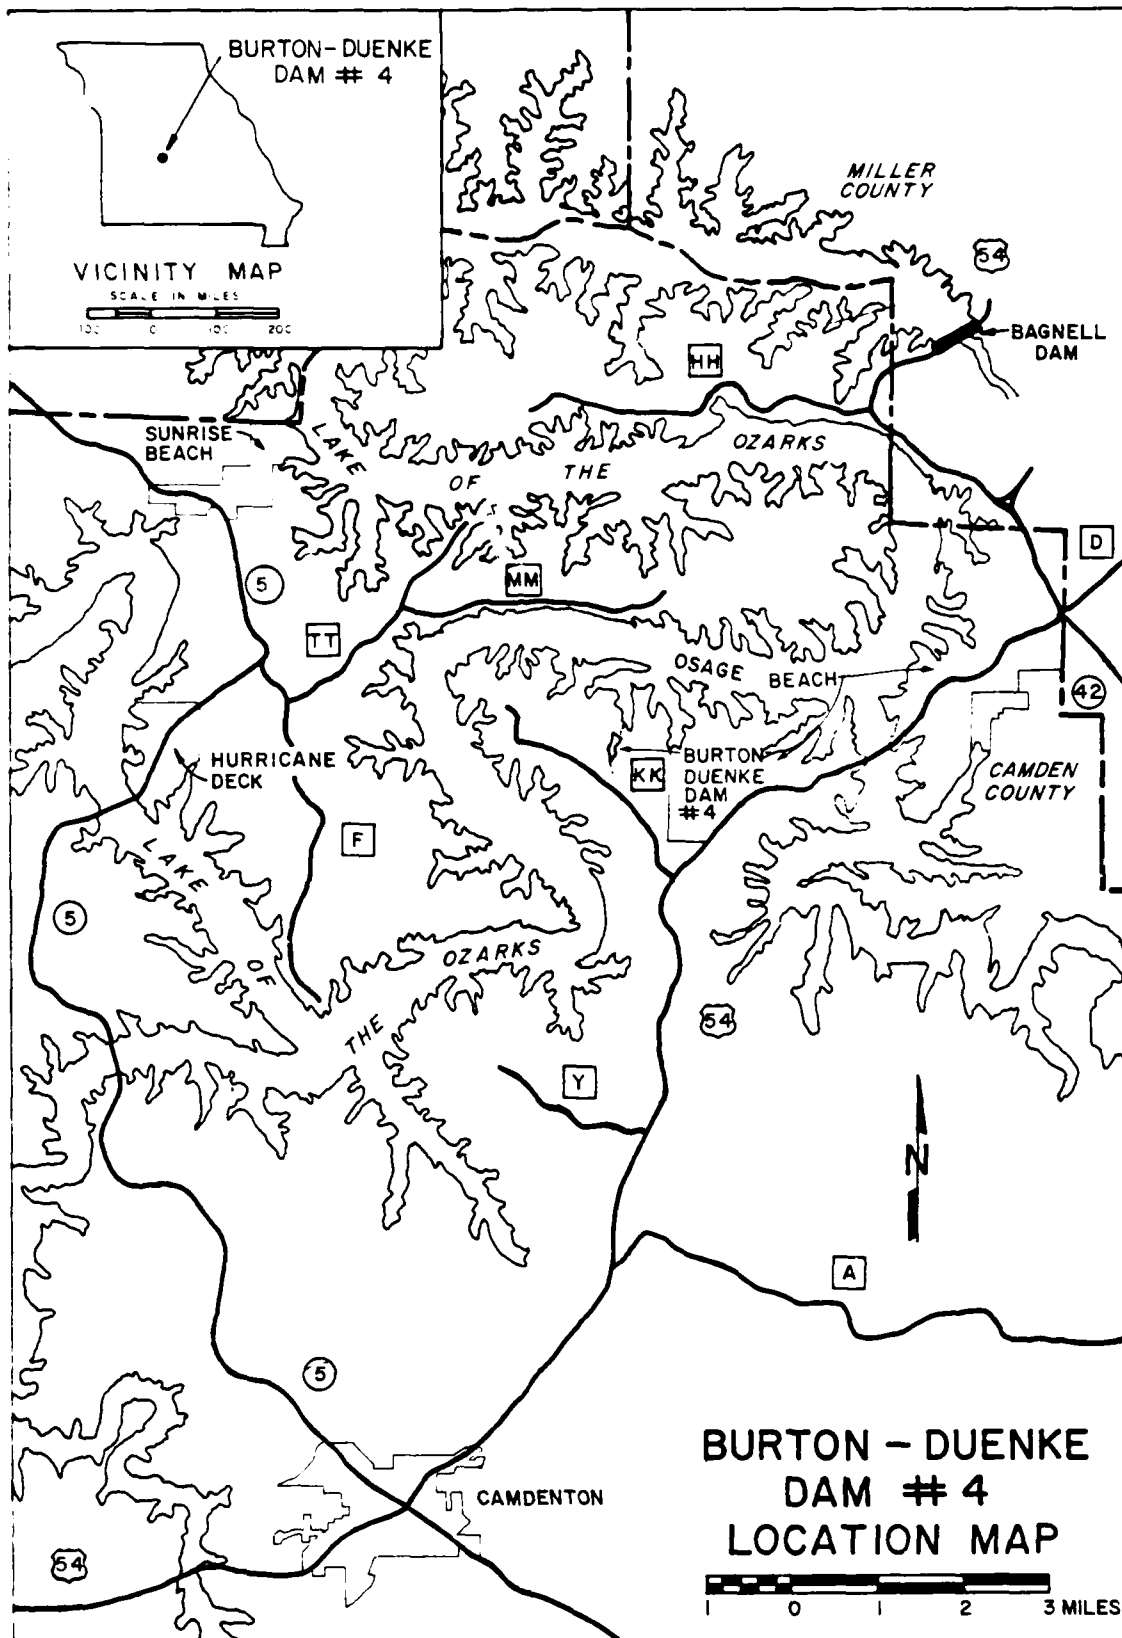 BURTON-DUENKE
DAM # 4
VICINITY MAP
SCALE IN MILES
100 0 100 200
MILLER
COUNTY
54
BAGNELL
DAM
HH
SUNRISE
BEACH
LAKE
OF
THE
OZARKS
D
5
MM
TT
OSAGE BEACH
42
HURRICANE
DECK
BURTON
DUENKE
DAM
#4
KK
CAMDEN
COUNTY
F
LAKE
OF
THE
OZARKS
5
54
Y
N
A
5
CAMDENTON
54
BURTON - DUENKE
DAM # 4
LOCATION MAP
1 0 1 2 3 MILES